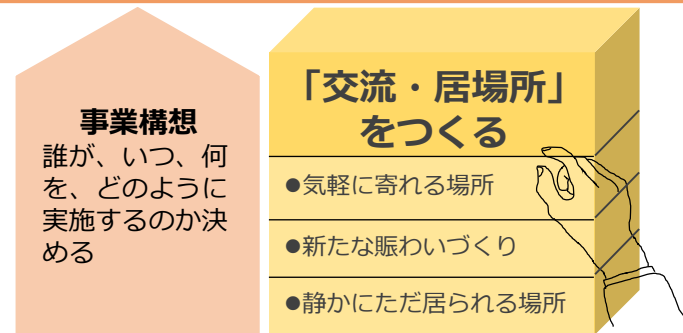 事業構想
誰が、いつ、何
を、どのように
実施するのか決
める
「交流・居場所」
をつくる
●気軽に寄れる場所
●新たな賑わいづくり
●静かにただ居られる場所